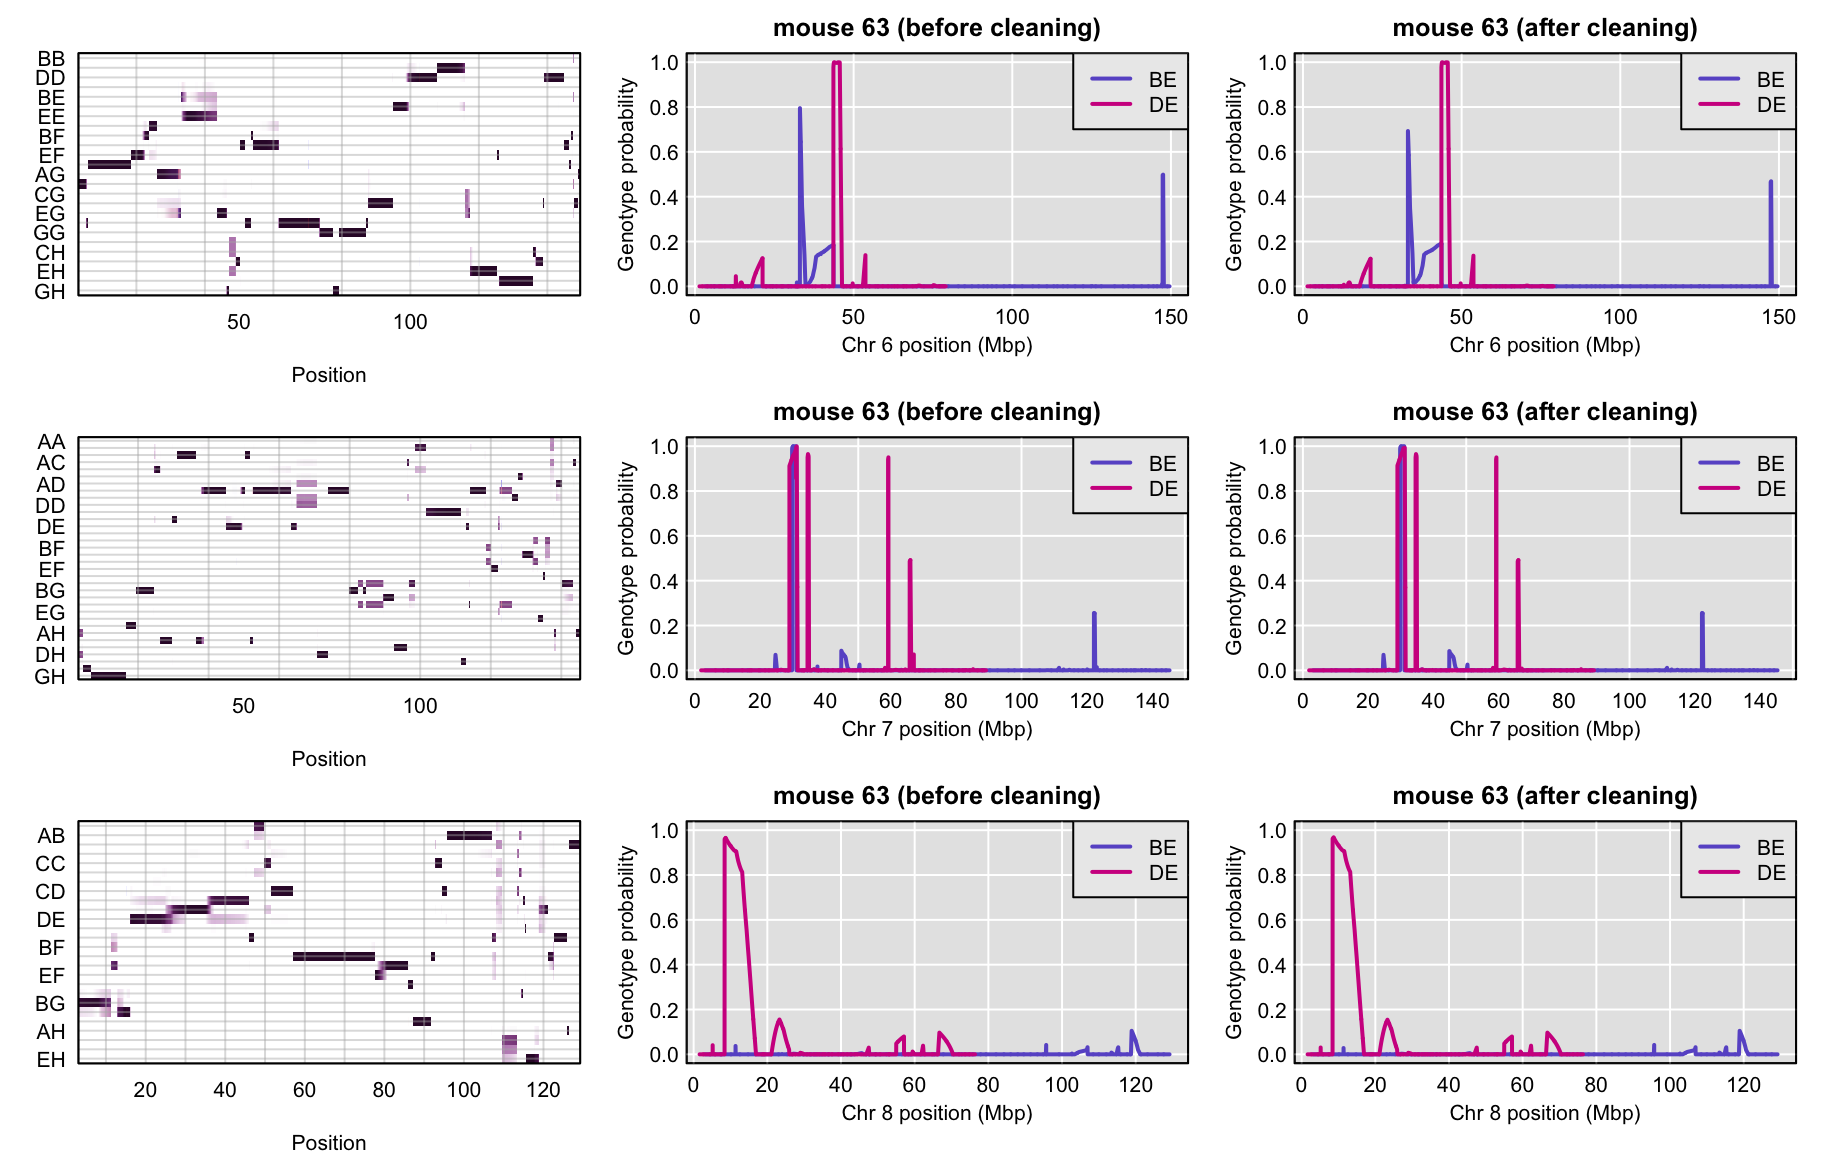 BB
DD
BE
EE
BF
EF
AG
CG
EG
GG
CH
EH
GH
50 100
Position
mouse 63 (before cleaning)
Genotype probability
1.0
0.8
0.6
0.4
0.2
0.0
BE
DE
0 50 100 150
Chr 6 position (Mbp)
mouse 63 (after cleaning)
Genotype probability
1.0
0.8
0.6
0.4
0.2
0.0
BE
DE
0 50 100 150
Chr 6 position (Mbp)
AA
AC
AD
DD
DE
BF
EF
BG
EG
AH
DH
GH
50 100
Position
mouse 63 (before cleaning)
Genotype probability
1.0
0.8
0.6
0.4
0.2
0.0
BE
DE
0 20 40 60 80 100 120 140
Chr 7 position (Mbp)
mouse 63 (after cleaning)
Genotype probability
1.0
0.8
0.6
0.4
0.2
0.0
BE
DE
0 20 40 60 80 100 120 140
Chr 7 position (Mbp)
AB
CC
CD
DE
BF
EF
BG
AH
EH
20 40 60 80 100 120
Position
mouse 63 (before cleaning)
Genotype probability
1.0
0.8
0.6
0.4
0.2
0.0
BE
DE
0 20 40 60 80 100 120
Chr 8 position (Mbp)
mouse 63 (after cleaning)
Genotype probability
1.0
0.8
0.6
0.4
0.2
0.0
BE
DE
0 20 40 60 80 100 120
Chr 8 position (Mbp)